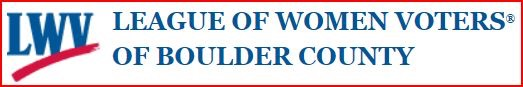 LWV LEAGUE OF WOMEN VOTERS®
OF BOULDER COUNTY